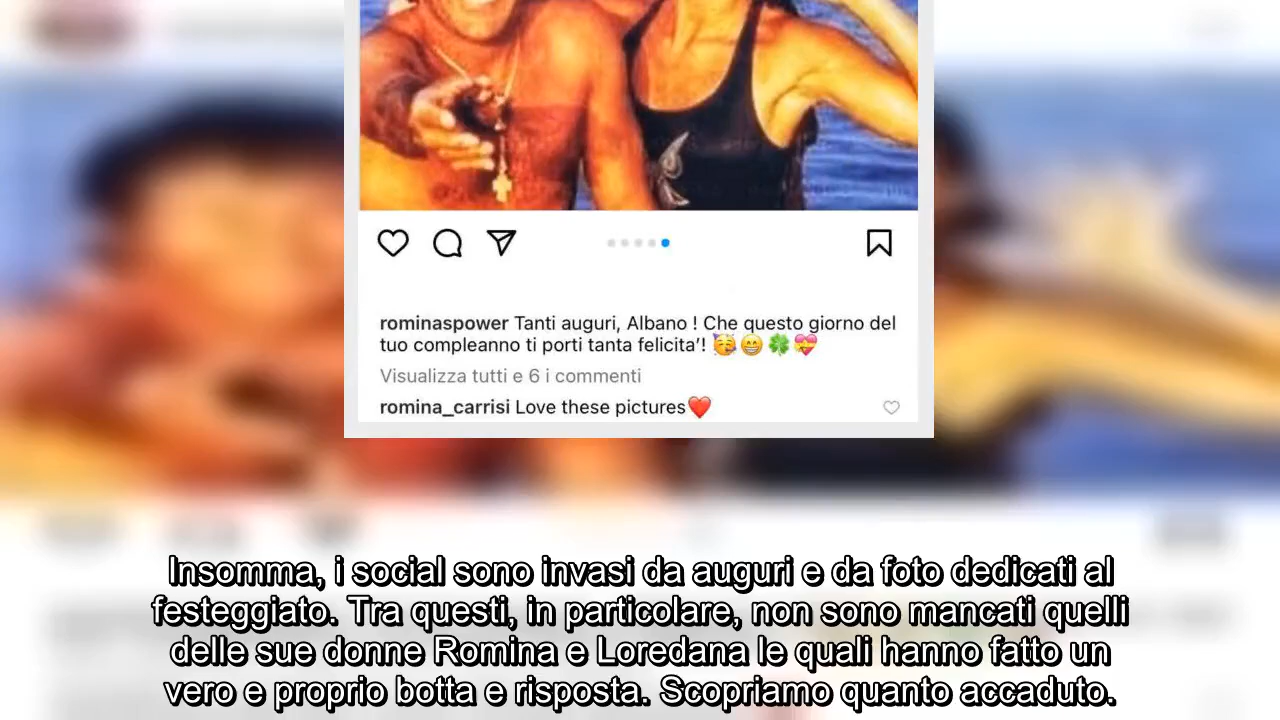 rominaspower Tanti auguri, Albano ! Che questo giorno del
tuo compleanno ti porti tanta felicita’! 🥳😁🍀💝
Visualizza tutti e 6 i commenti
romina_carrisi Love these pictures❤️
Insomma, i social sono invasi da auguri e da foto dedicati al
festeggiato. Tra questi, in particolare, non sono mancati quelli
delle sue donne Romina e Loredana le quali hanno fatto un
vero e proprio botta e risposta. Scopriamo quanto accaduto.